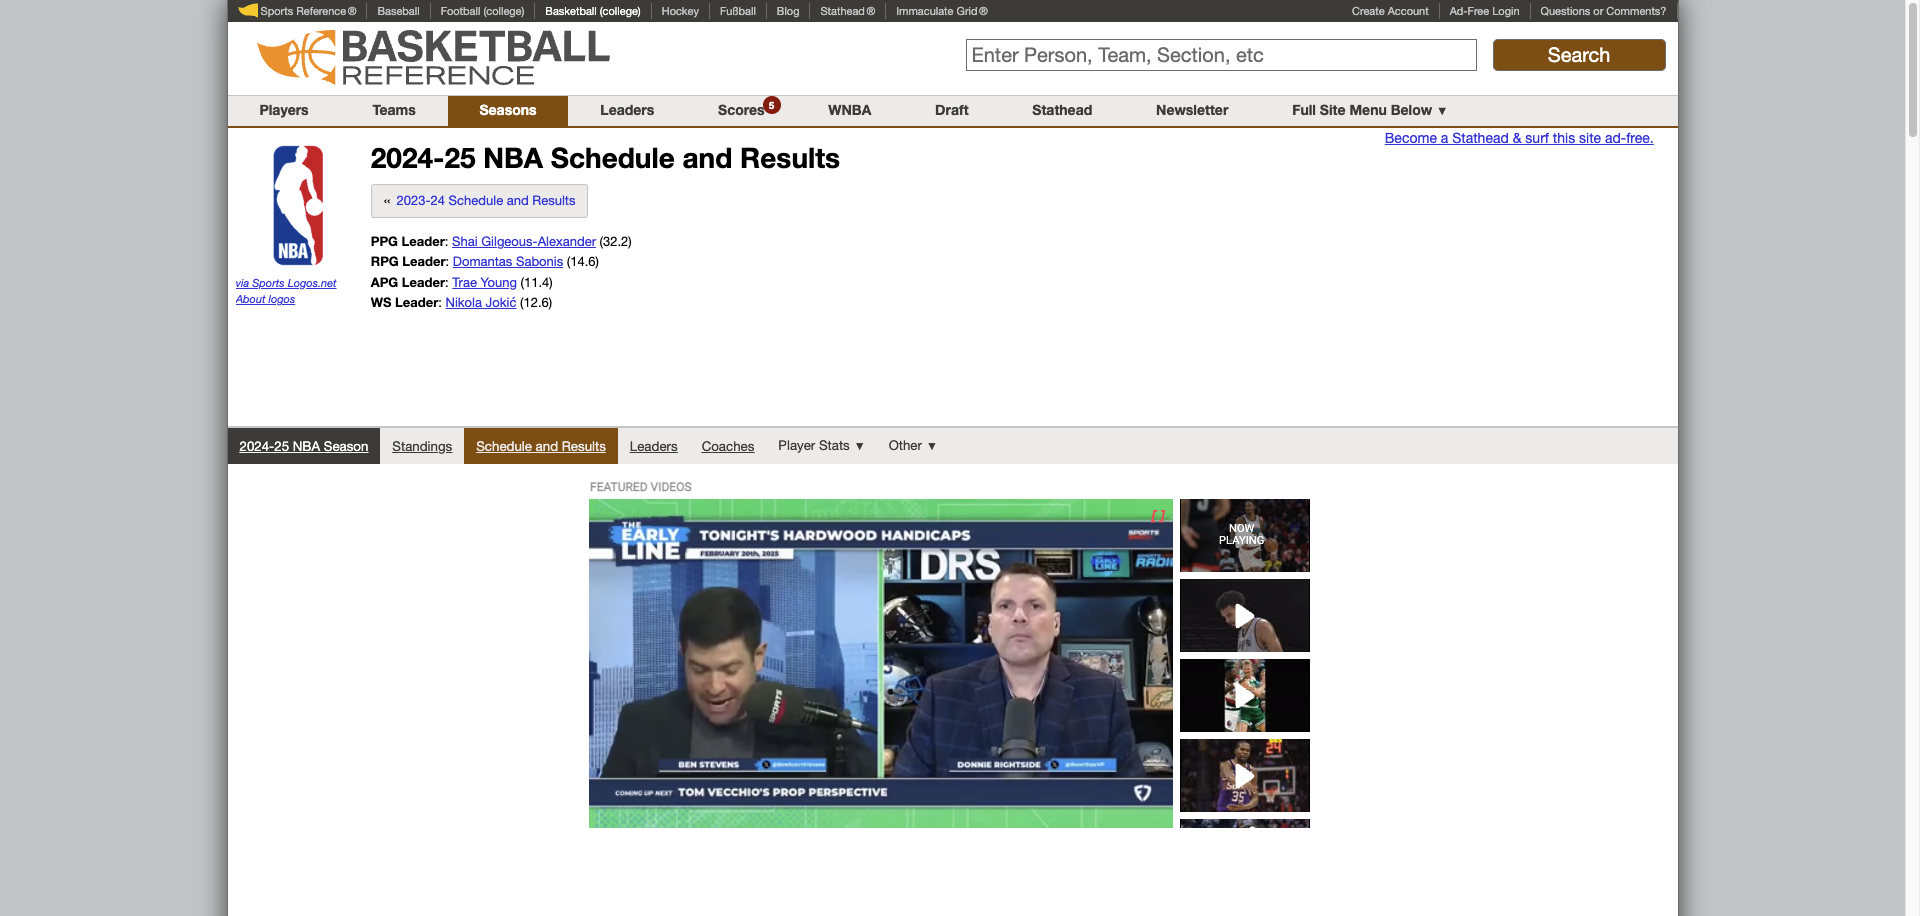 Sports Reference®
Baseball
Football (college)
Basketball (college)
Hockey
Fußball
Blog
Stathead®
Immaculate Grid®
Create Account
Ad-Free Login
Questions or Comments?
BASKETBALL
REFERENCE
Enter Person, Team, Section, etc
Search
Players
Teams
Seasons
Leaders
Scores
5
WNBA
Draft
Stathead
Newsletter
Full Site Menu Below ▼
Become a Stathead & surf this site ad-free.
NBA
via Sports Logos.net
About logos
2024-25 NBA Schedule and Results
« 2023-24 Schedule and Results
PPG Leader: Shai Gilgeous-Alexander (32.2)
RPG Leader: Domantas Sabonis (14.6)
APG Leader: Trae Young (11.4)
WS Leader: Nikola Jokić (12.6)
2024-25 NBA Season
Standings
Schedule and Results
Leaders
Coaches
Player Stats ▼
Other ▼
FEATURED VIDEOS
THE
EARLY
LINE
TONIGHT'S HARDWOOD HANDICAPS
FEBRUARY 20th, 2025
SPORTS
DRS
SPORTS
BEN STEVENS
DONNIE RIGHTSIDE
COMING UP NEXT TOM VECCHIO'S PROP PERSPECTIVE
NOW
PLAYING
24
35